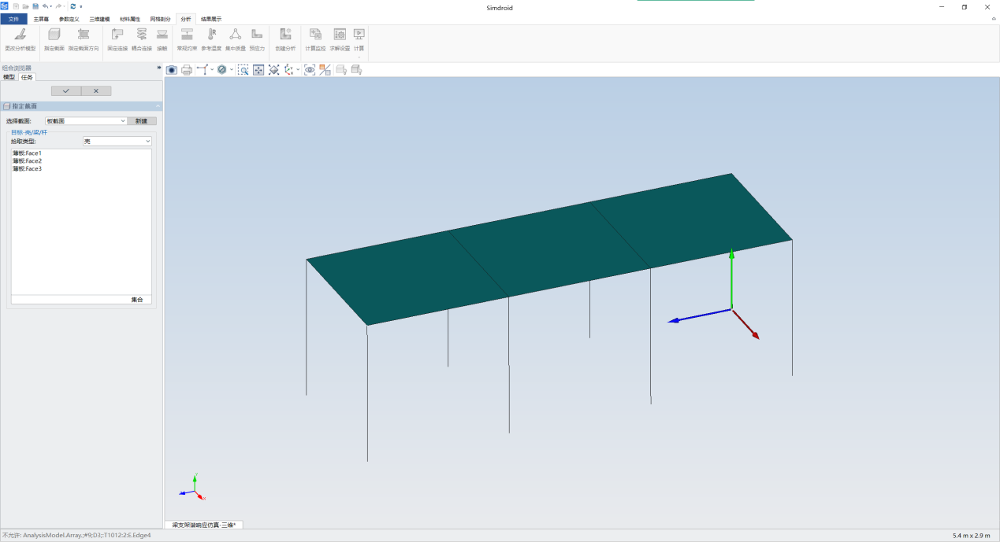 Simdroid
文件 主屏幕 参数定义 三维建模 材料属性 网格剖分 分析 结果展示
更改分析模型 指定截面 指定截面方向 固定连接 耦合连接 接触 常规约束 参考温度 集中质量 预应力 创建分析 计算监控 求解设置 计算
组合浏览器
模型 任务
指定截面
选择截面: 板截面 新建
目标-壳/梁/杆
拾取类型: 壳
薄板:Face1
薄板:Face2
薄板:Face3
集合
梁支架谐响应仿真-三维*
不允许: AnalysisModel.Array.;#9;D3;:T1012:2:E.Edge4
5.4 m x 2.9 m